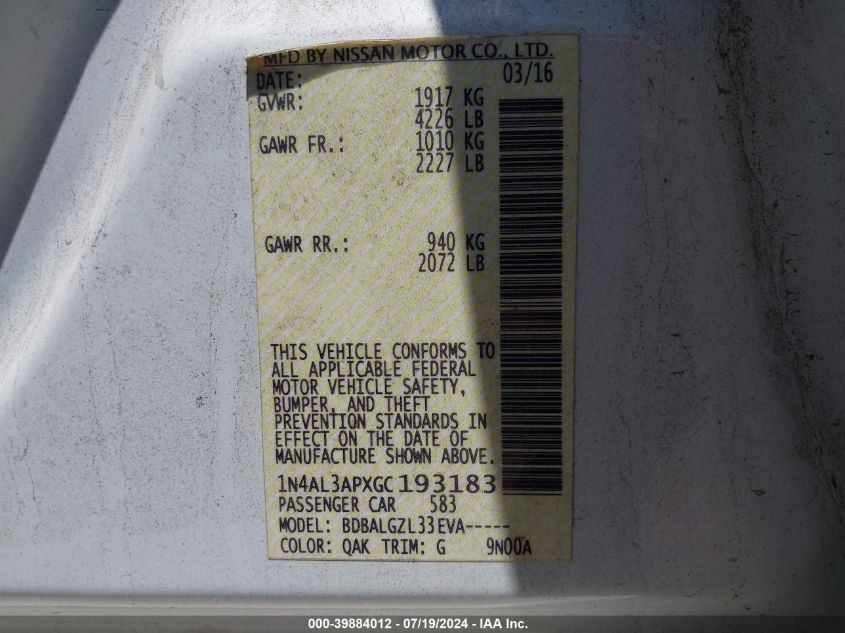 MFD BY NISSAN MOTOR CO., LTD.
DATE: 03/16
GVWR: 1917 KG
4226 LB
GAWR FR.: 1010 KG
2227 LB
GAWR RR.: 940 KG
2072 LB
THIS VEHICLE CONFORMS TO
ALL APPLICABLE FEDERAL
MOTOR VEHICLE SAFETY,
BUMPER, AND THEFT
PREVENTION STANDARDS IN
EFFECT ON THE DATE OF
MANUFACTURE SHOWN ABOVE.
1N4AL3APXGC193183
PASSENGER CAR 583
MODEL: BDBALGZL33EVA-----
COLOR: QAK TRIM: G 9N00A
000-39884012 - 07/19/2024 - IAA Inc.